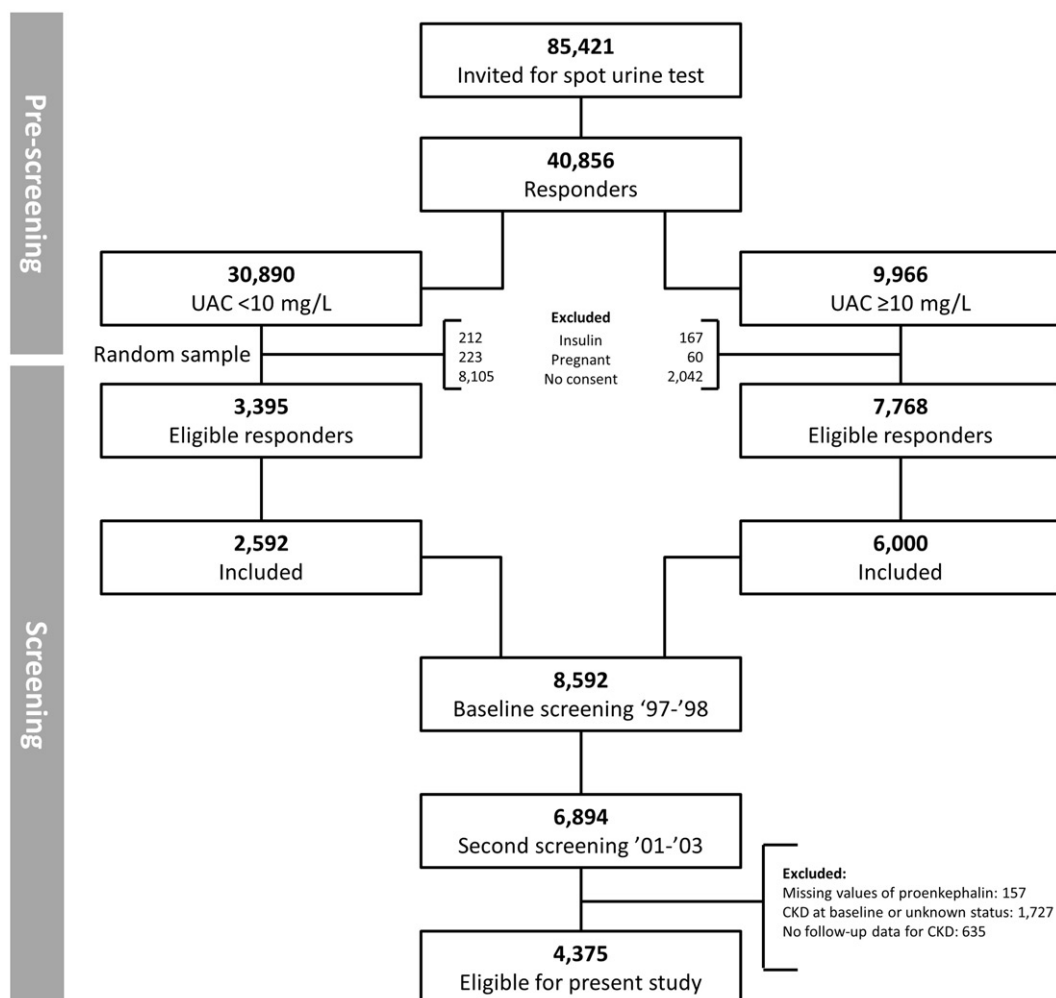 Pre-screening
85,421
Invited for spot urine test
40,856
Responders
30,890
UAC <10 mg/L
9,966
UAC ≥10 mg/L
Random sample
Excluded
212 Insulin 167
223 Pregnant 60
8,105 No consent 2,042
Screening
3,395
Eligible responders
7,768
Eligible responders
2,592
Included
6,000
Included
8,592
Baseline screening ‘97-’98
6,894
Second screening ’01-’03
Excluded:
Missing values of proenkephalin: 157
CKD at baseline or unknown status: 1,727
No follow-up data for CKD: 635
4,375
Eligible for present study